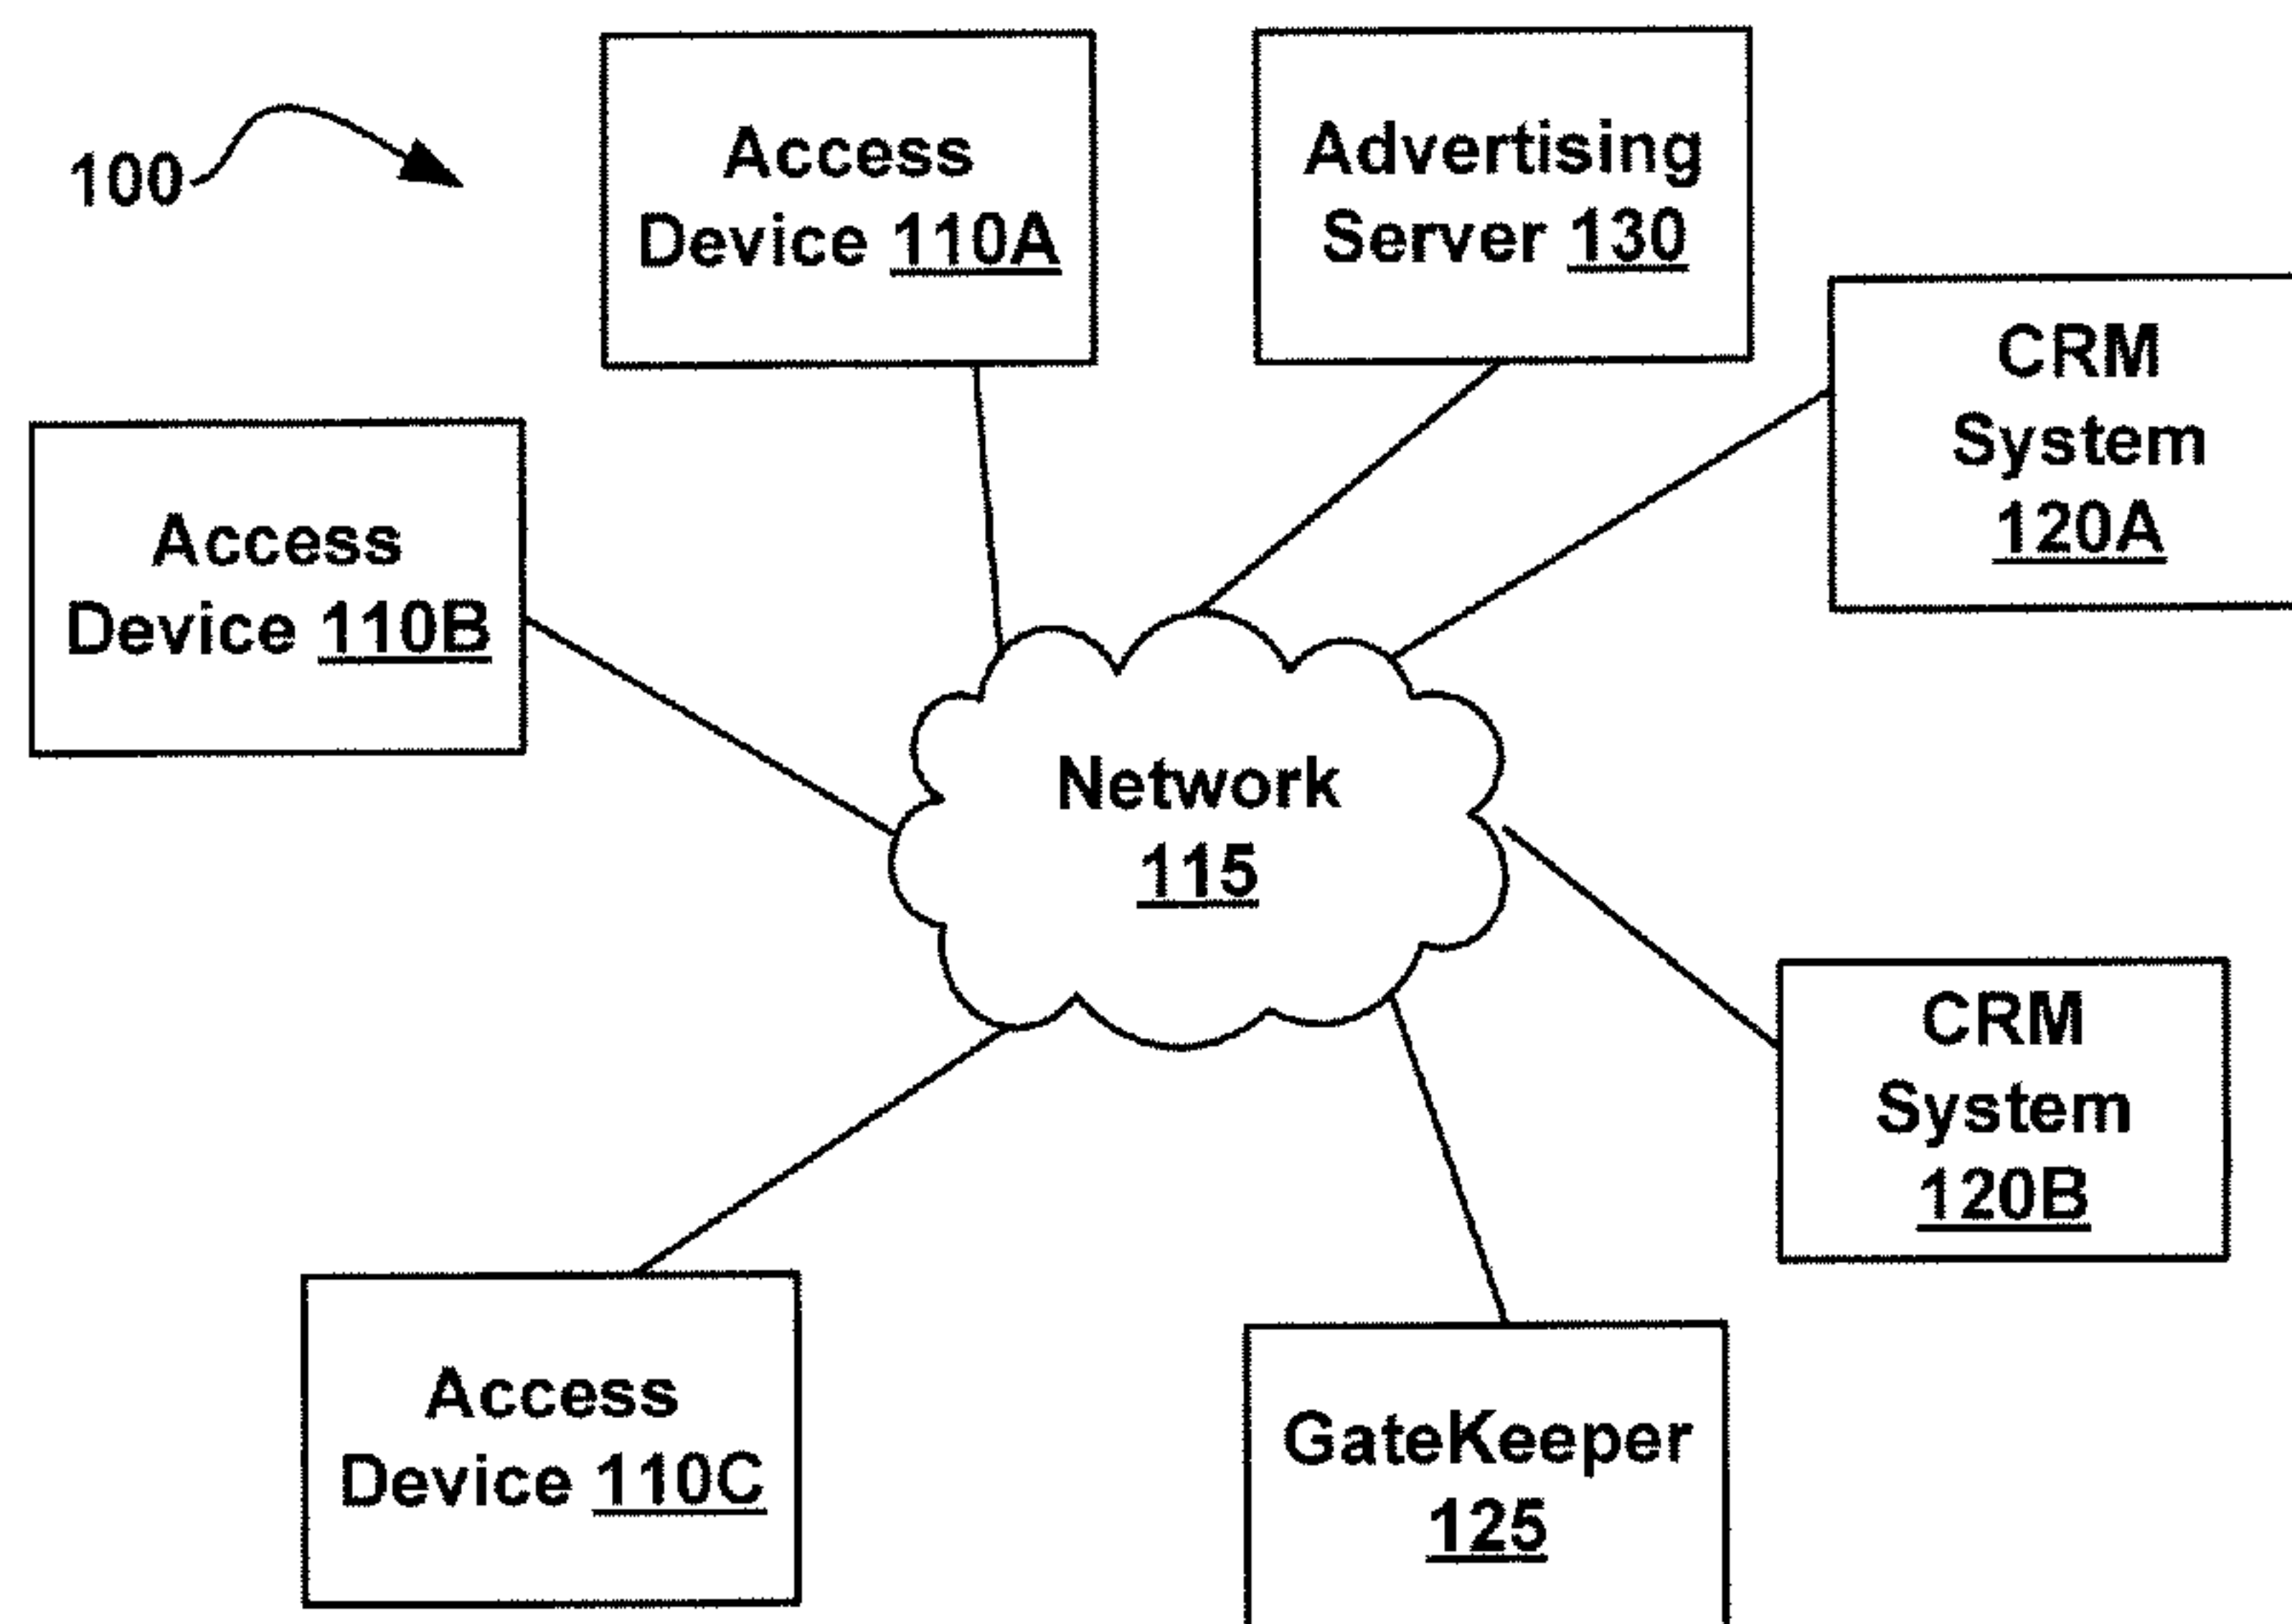 100
Access
Device 110A
Advertising
Server 130
CRM
System
120A
Access
Device 110B
Network
115
CRM
System
120B
Access
Device 110C
GateKeeper
125